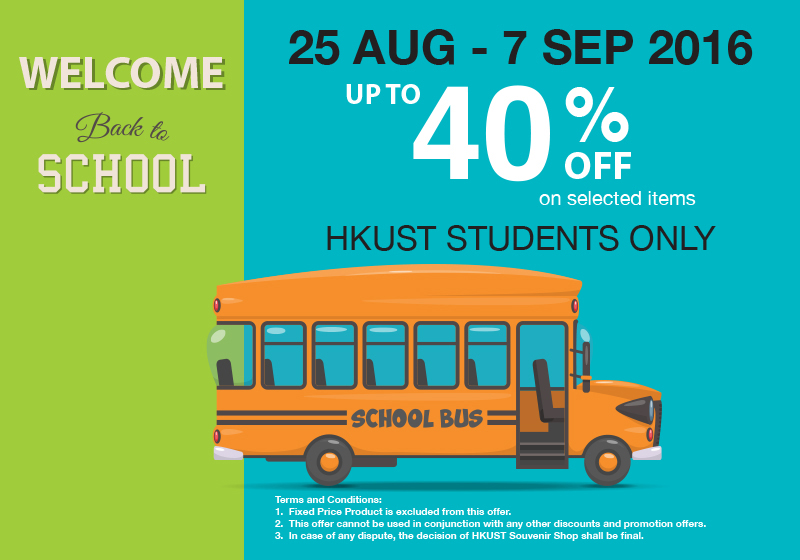 WELCOME
Back to
SCHOOL
25 AUG - 7 SEP 2016
UP TO
40%
OFF
on selected items
HKUST STUDENTS ONLY
SCHOOL BUS
Terms and Conditions:
1. Fixed Price Product is excluded from this offer.
2. This offer cannot be used in conjunction with any other discounts and promotion offers.
3. In case of any dispute, the decision of HKUST Souvenir Shop shall be final.